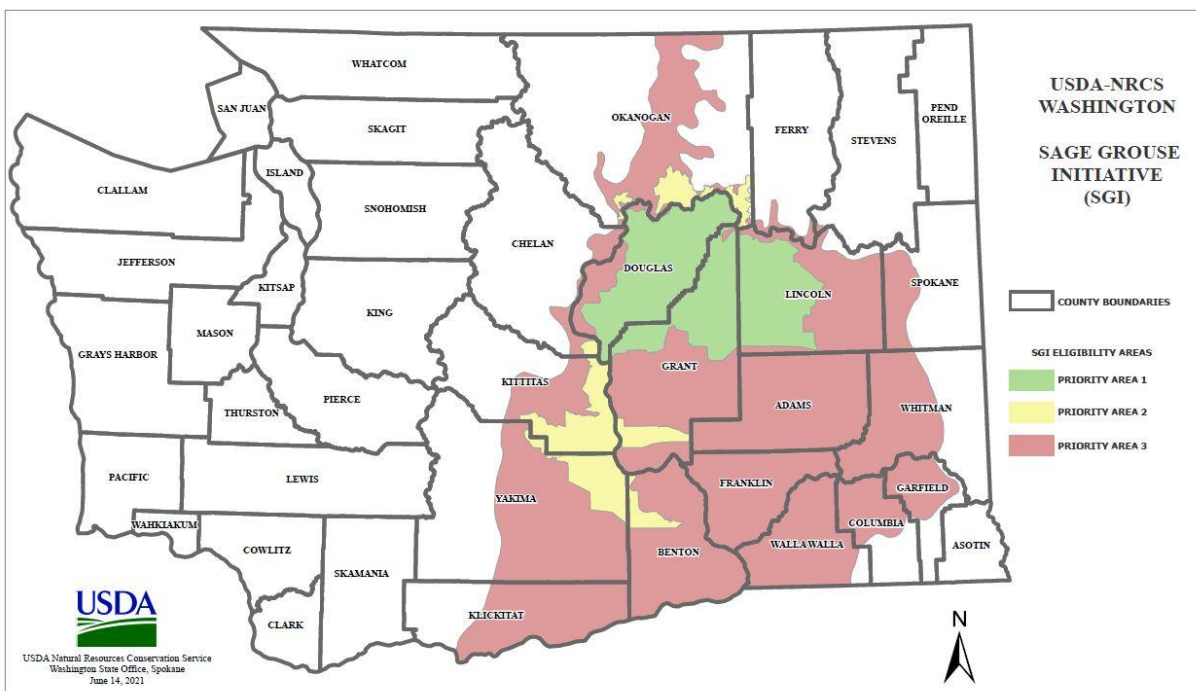 WHATCOM
SAN JUAN
SKAGIT
ISLAND
CLALLAM
SNOHOMISH
JEFFERSON
KITSAP
CHELAN
OKANOGAN
FERRY
STEVENS
PEND
OREILLE
DOUGLAS
LINCOLN
SPOKANE
GRAYS HARBOR
MASON
KING
KITTITAS
GRANT
ADAMS
WHITMAN
THURSTON
PIERCE
PACIFIC
LEWIS
YAKIMA
FRANKLIN
GARFIELD
COLUMBIA
WAHKIAKUM
COWLITZ
SKAMANIA
BENTON
WALLA WALLA
ASOTIN
CLARK
KLICKITAT
USDA-NRCS
WASHINGTON
SAGE GROUSE
INITIATIVE
(SGI)
COUNTY BOUNDARIES
SGI ELIGIBILITY AREAS
PRIORITY AREA 1
PRIORITY AREA 2
PRIORITY AREA 3
N
USDA
USDA Natural Resources Conservation Service
Washington State Office, Spokane
June 14, 2021